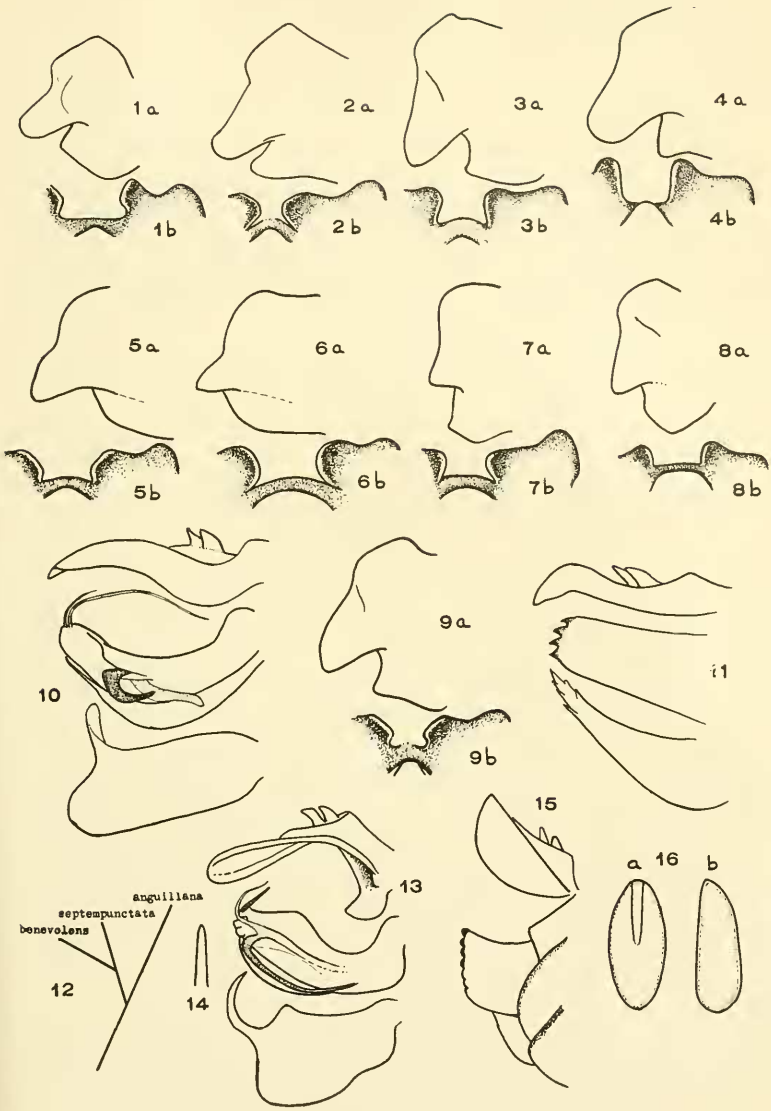 1a
2a
3a
4a
1b
2b
3b
4b
5a
6a
7a
8a
5b
6b
7b
8b
10
9a
11
9b
15
13
a 16 b
anguillana
septempunctata
benevolens
12
14